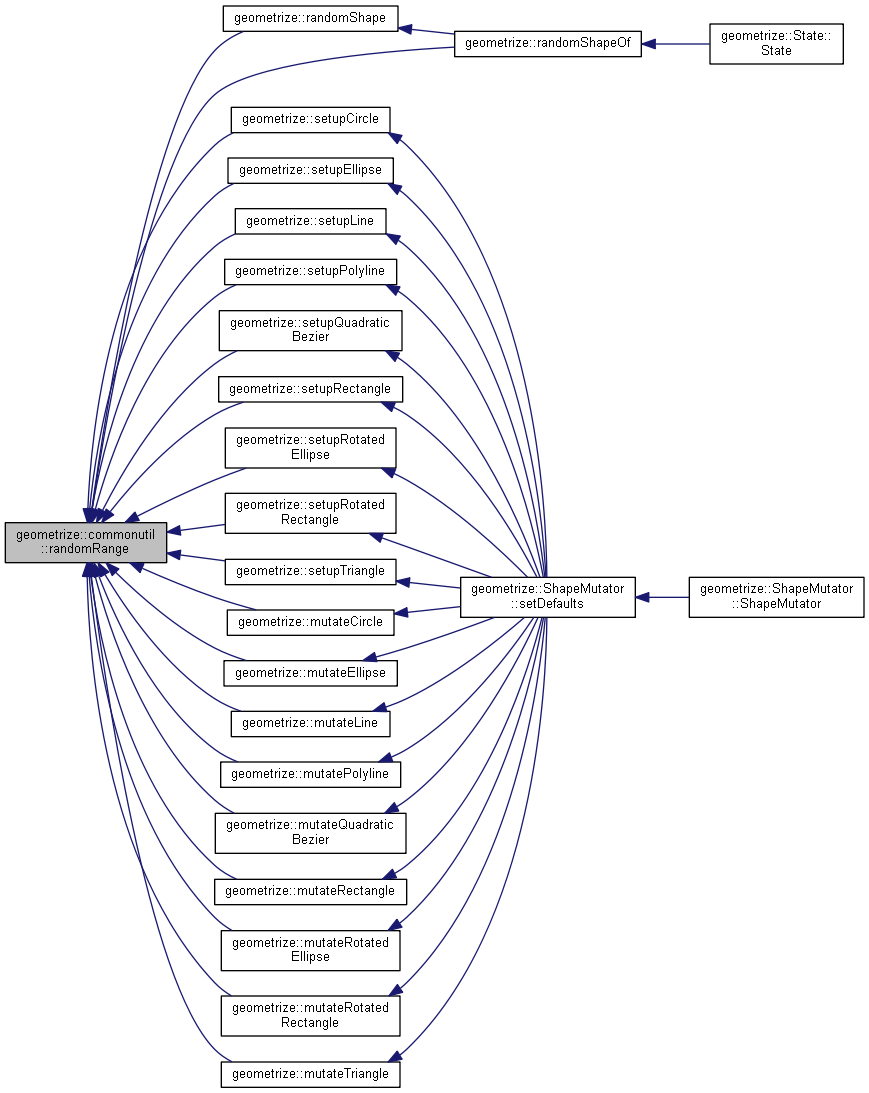 geometrize::randomShape
geometrize::randomShapeOf
geometrize::State::
State
geometrize::setupCircle
geometrize::setupEllipse
geometrize::setupLine
geometrize::setupPolyline
geometrize::setupQuadratic
Bezier
geometrize::setupRectangle
geometrize::setupRotated
Ellipse
geometrize::setupRotated
Rectangle
geometrize::commonutil
::randomRange
geometrize::setupTriangle
geometrize::ShapeMutator
::setDefaults
geometrize::ShapeMutator
::ShapeMutator
geometrize::mutateCircle
geometrize::mutateEllipse
geometrize::mutateLine
geometrize::mutatePolyline
geometrize::mutateQuadratic
Bezier
geometrize::mutateRectangle
geometrize::mutateRotated
Ellipse
geometrize::mutateRotated
Rectangle
geometrize::mutateTriangle